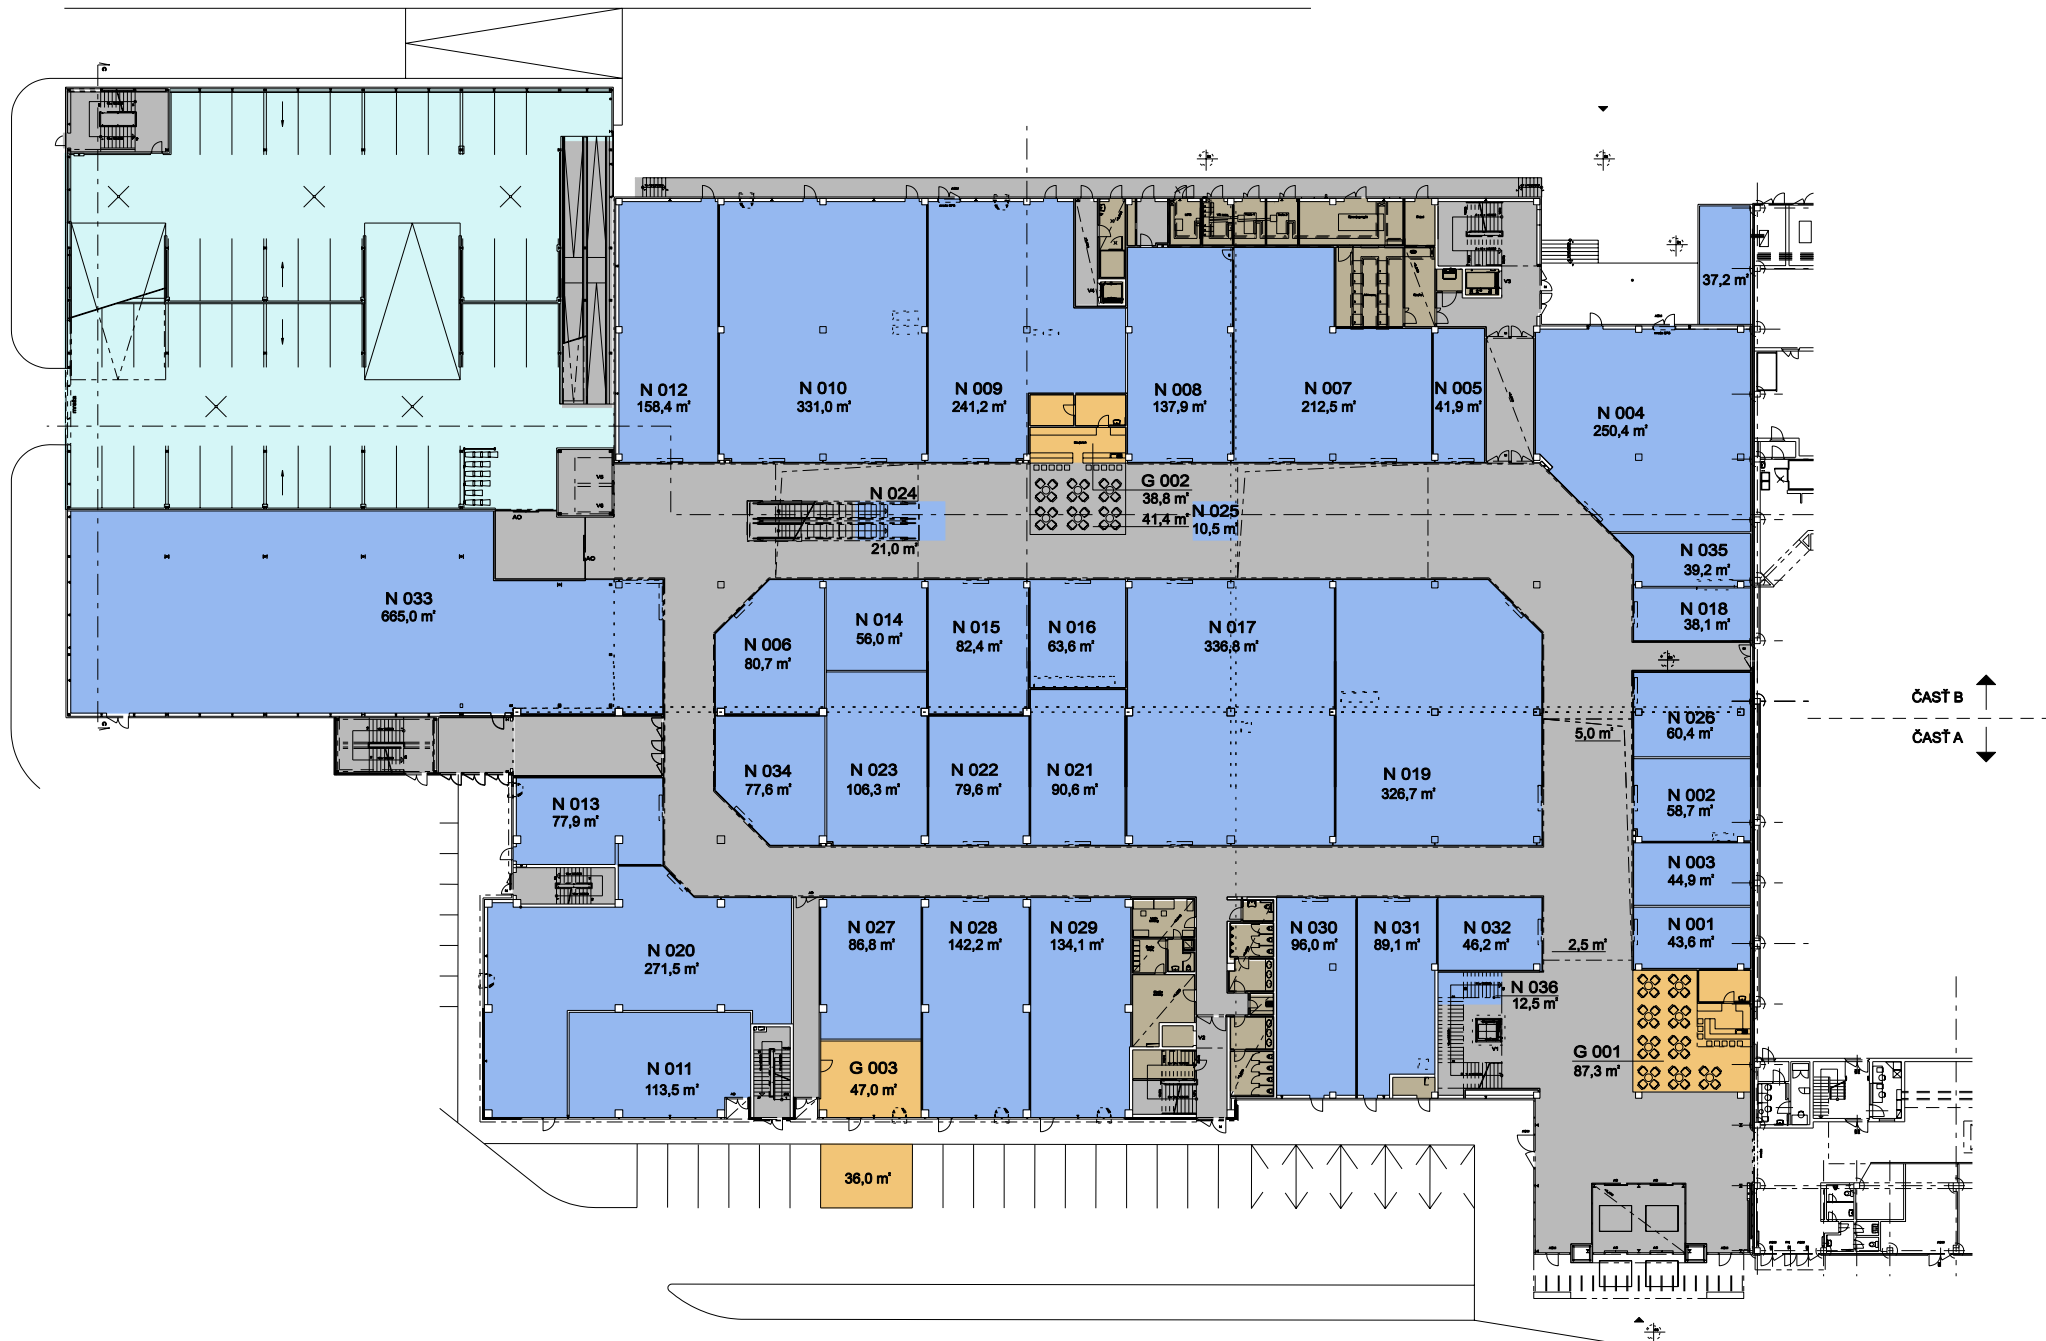 37,2 m²
N 012
158,4 m²
N 010
331,0 m²
N 009
241,2 m²
N 008
137,9 m²
N 007
212,5 m²
N 005
41,9 m²
N 004
250,4 m²
V4
V3
G 002
38,8 m²
41,4 m²
N 024
21,0 m²
N 025
10,5 m²
AO
AO
N 035
39,2 m²
N 018
38,1 m²
N 033
665,0 m²
N 006
80,7 m²
N 014
56,0 m²
N 015
82,4 m²
N 016
63,6 m²
N 017
336,8 m²
N 026
60,4 m²
5,0 m²
ČASŤ B
ČASŤ A
N 034
77,6 m²
N 023
106,3 m²
N 022
79,6 m²
N 021
90,6 m²
N 019
326,7 m²
N 002
58,7 m²
N 013
77,9 m²
N 003
44,9 m²
N 001
43,6 m²
N 020
271,5 m²
N 027
86,8 m²
N 028
142,2 m²
N 029
134,1 m²
N 030
96,0 m²
N 031
89,1 m²
N 032
46,2 m²
2,5 m²
N 036
12,5 m²
V2
V1
G 001
87,3 m²
N 011
113,5 m²
G 003
47,0 m²
36,0 m²